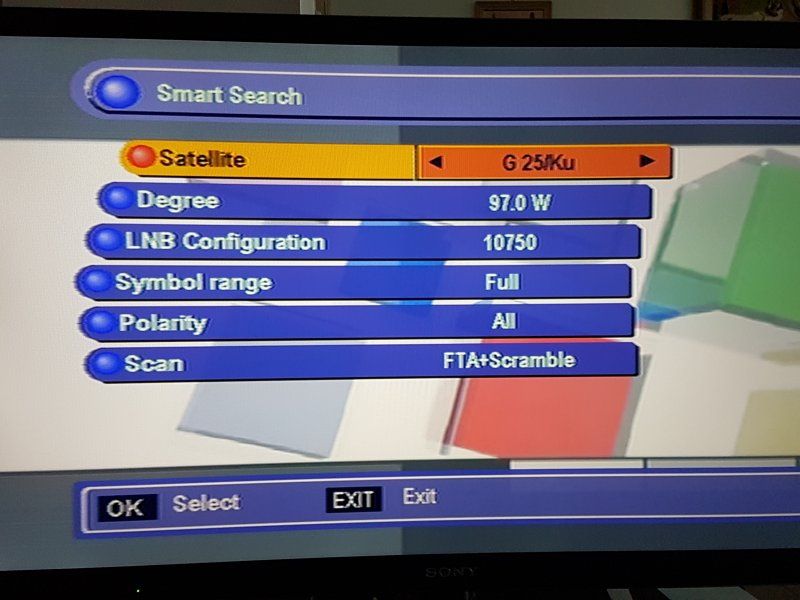 Smart Search
Satellite G 25/Ku
Degree 97.0 W
LNB Configuration 10750
Symbol range Full
Polarity All
Scan FTA+Scramble
OK Select EXIT Exit
SONY